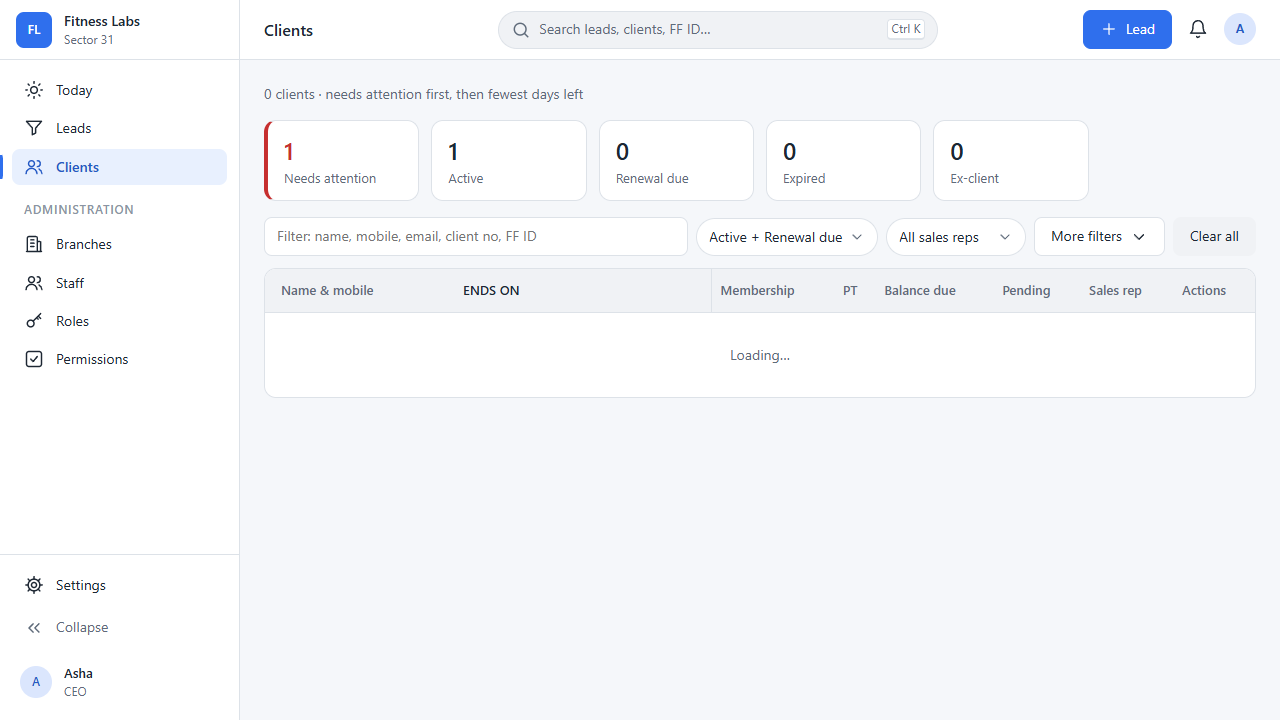 FL
Fitness Labs
Sector 31
Clients
Search leads, clients, FF ID...
Ctrl K
Lead
A
Today
Leads
Clients
ADMINISTRATION
Branches
Staff
Roles
Permissions
Settings
Collapse
A
Asha
CEO
0 clients · needs attention first, then fewest days left
1
Needs attention
1
Active
0
Renewal due
0
Expired
0
Ex-client
Filter: name, mobile, email, client no, FF ID
Active + Renewal due
All sales reps
More filters
Clear all
Name & mobile
ENDS ON
Membership
PT
Balance due
Pending
Sales rep
Actions
Loading...